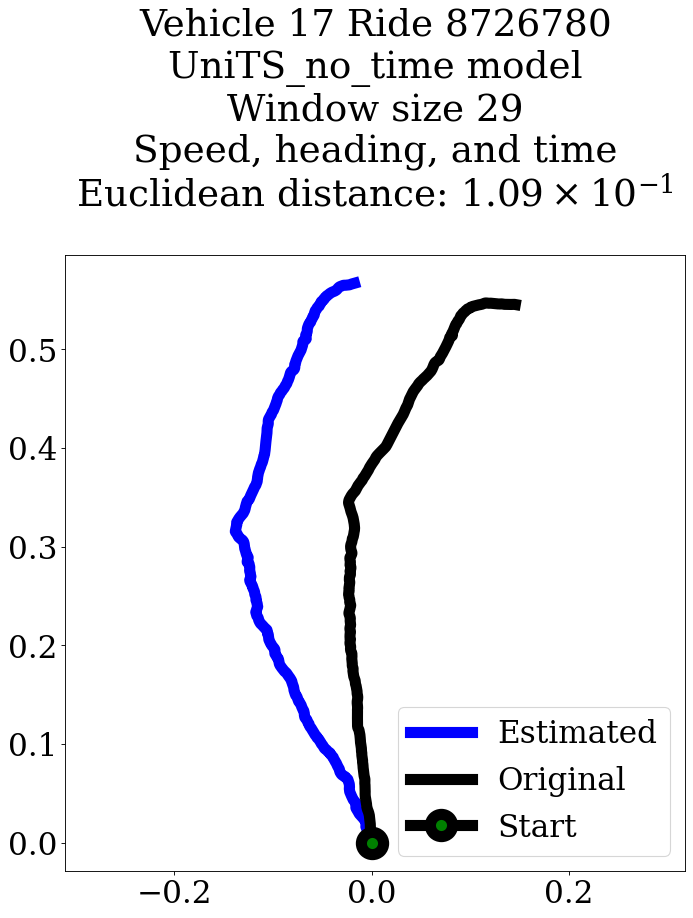 Vehicle 17 Ride 8726780
UniTS_no_time model
Window size 29
Speed, heading, and time
Euclidean distance: 1.09 × 10⁻¹
0.5
0.4
0.3
0.2
0.1
0.0
Estimated
Original
Start
−0.2 0.0 0.2